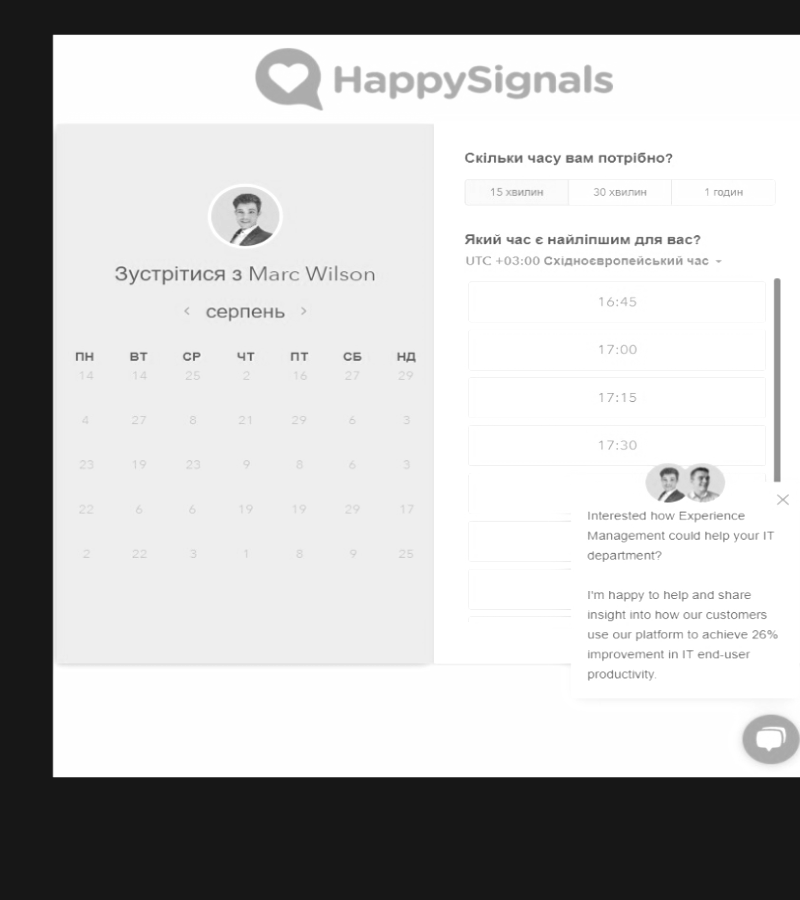 HappySignals
Зустрітися з Marc Wilson
серпень
ПН ВТ СР ЧТ ПТ СБ НД
14 14 25 2 16 27 29
4 27 8 21 29 6 3
23 19 23 9 8 6 3
22 6 6 19 19 29 17
2 22 3 1 8 9 25
Скільки часу вам потрібно?
15 хвилин 30 хвилин 1 годин
Який час є найліпшим для вас?
UTC +03:00 Східноєвропейський час
16:45
17:00
17:15
17:30
Interested how Experience
Management could help your IT
department?
I'm happy to help and share
insight into how our customers
use our platform to achieve 26%
improvement in IT end-user
productivity.